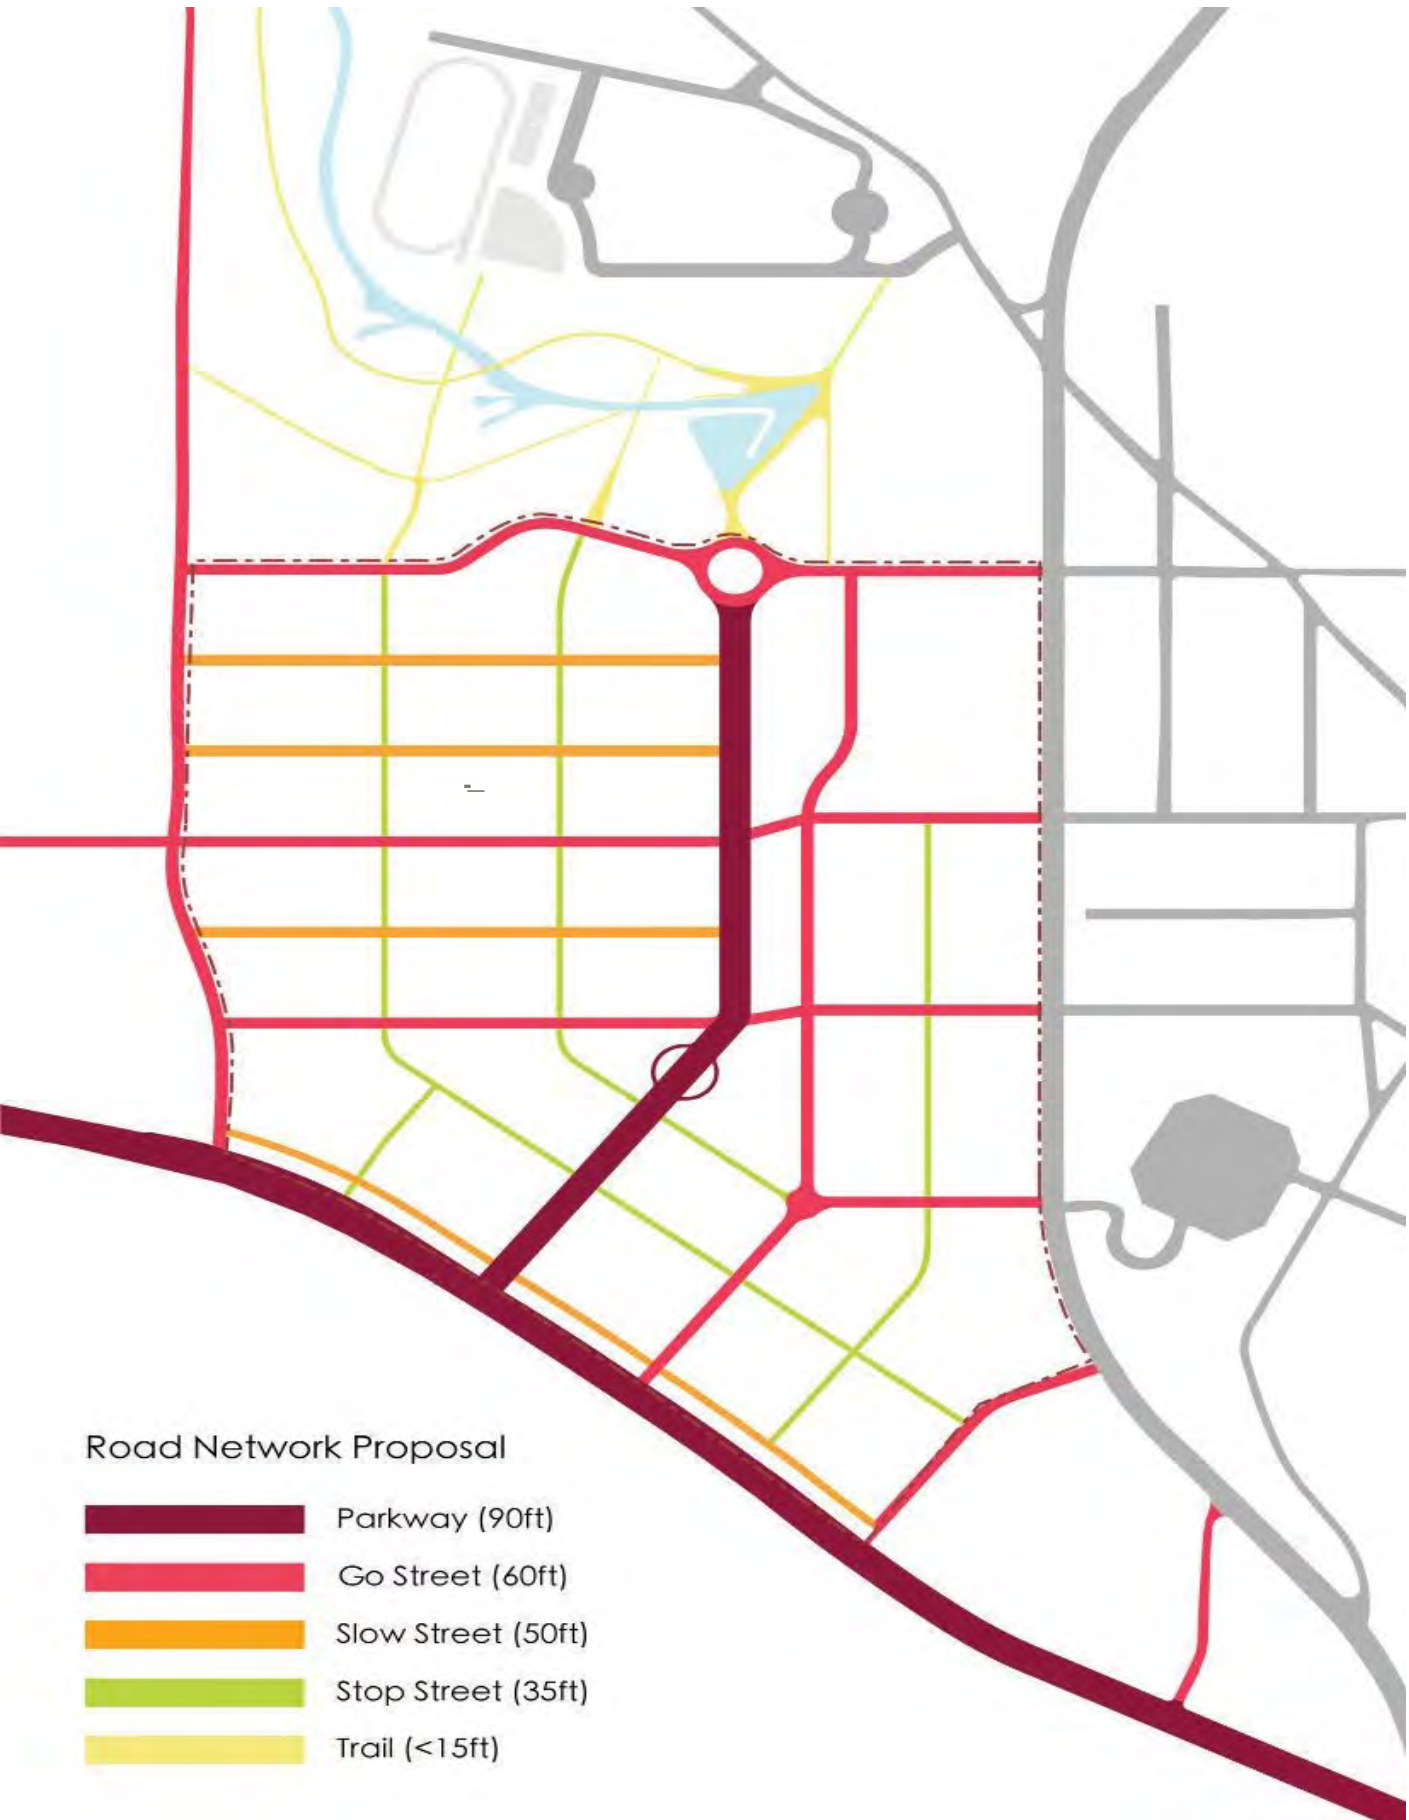 Road Network Proposal
Parkway (90ft)
Go Street (60ft)
Slow Street (50ft)
Stop Street (35ft)
Trail (<15ft)